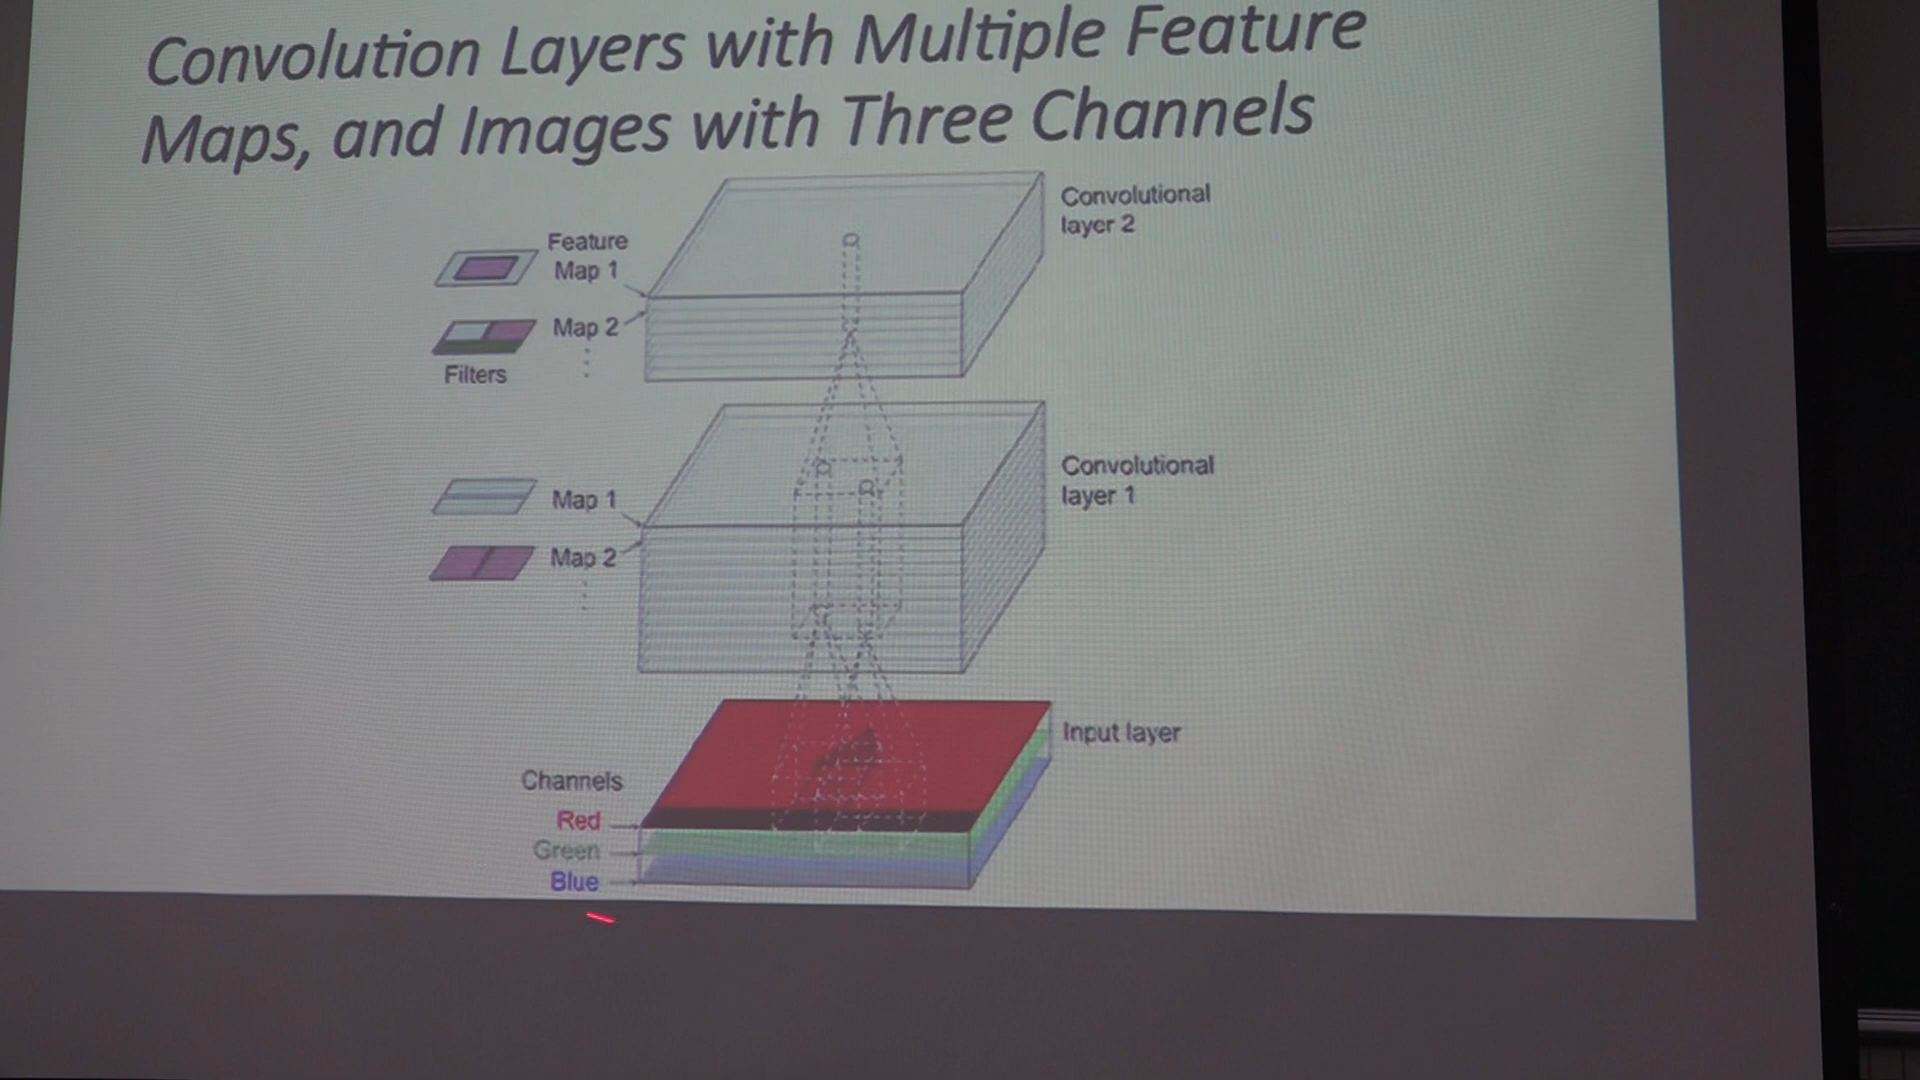 Convolution Layers with Multiple Feature
Maps, and Images with Three Channels
Convolutional
layer 2
Feature
Map 1
Map 2
Filters
Convolutional
layer 1
Map 1
Map 2
Input layer
Channels
Red
Green
Blue